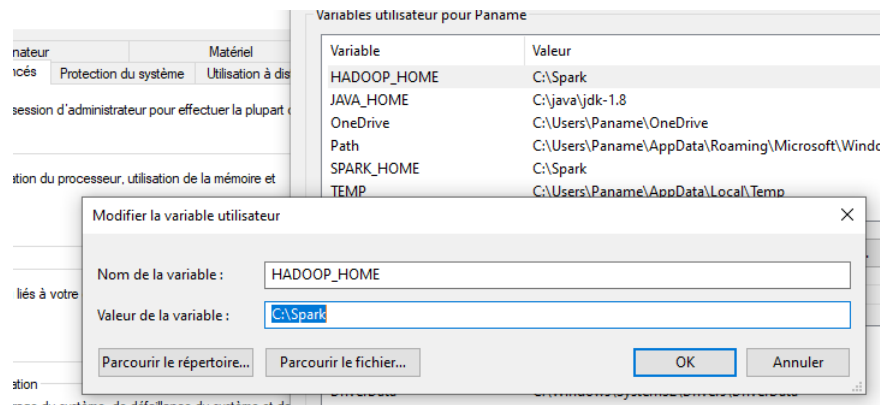 Variables utilisateur pour Paname
nateur Matériel
ncés Protection du système Utilisation à dis
Variable Valeur
HADOOP_HOME C:\Spark
JAVA_HOME C:\java\jdk-1.8
OneDrive C:\Users\Paname\OneDrive
Path C:\Users\Paname\AppData\Roaming\Microsoft\Windo
SPARK_HOME C:\Spark
TEMP C:\Users\Paname\AppData\Local\Temp
session d'administrateur pour effectuer la plupart
ation du processeur, utilisation de la mémoire et
liés à votre
ation
Modifier la variable utilisateur
Nom de la variable : HADOOP_HOME
Valeur de la variable : C:\Spark
Parcourir le répertoire... Parcourir le fichier... OK Annuler